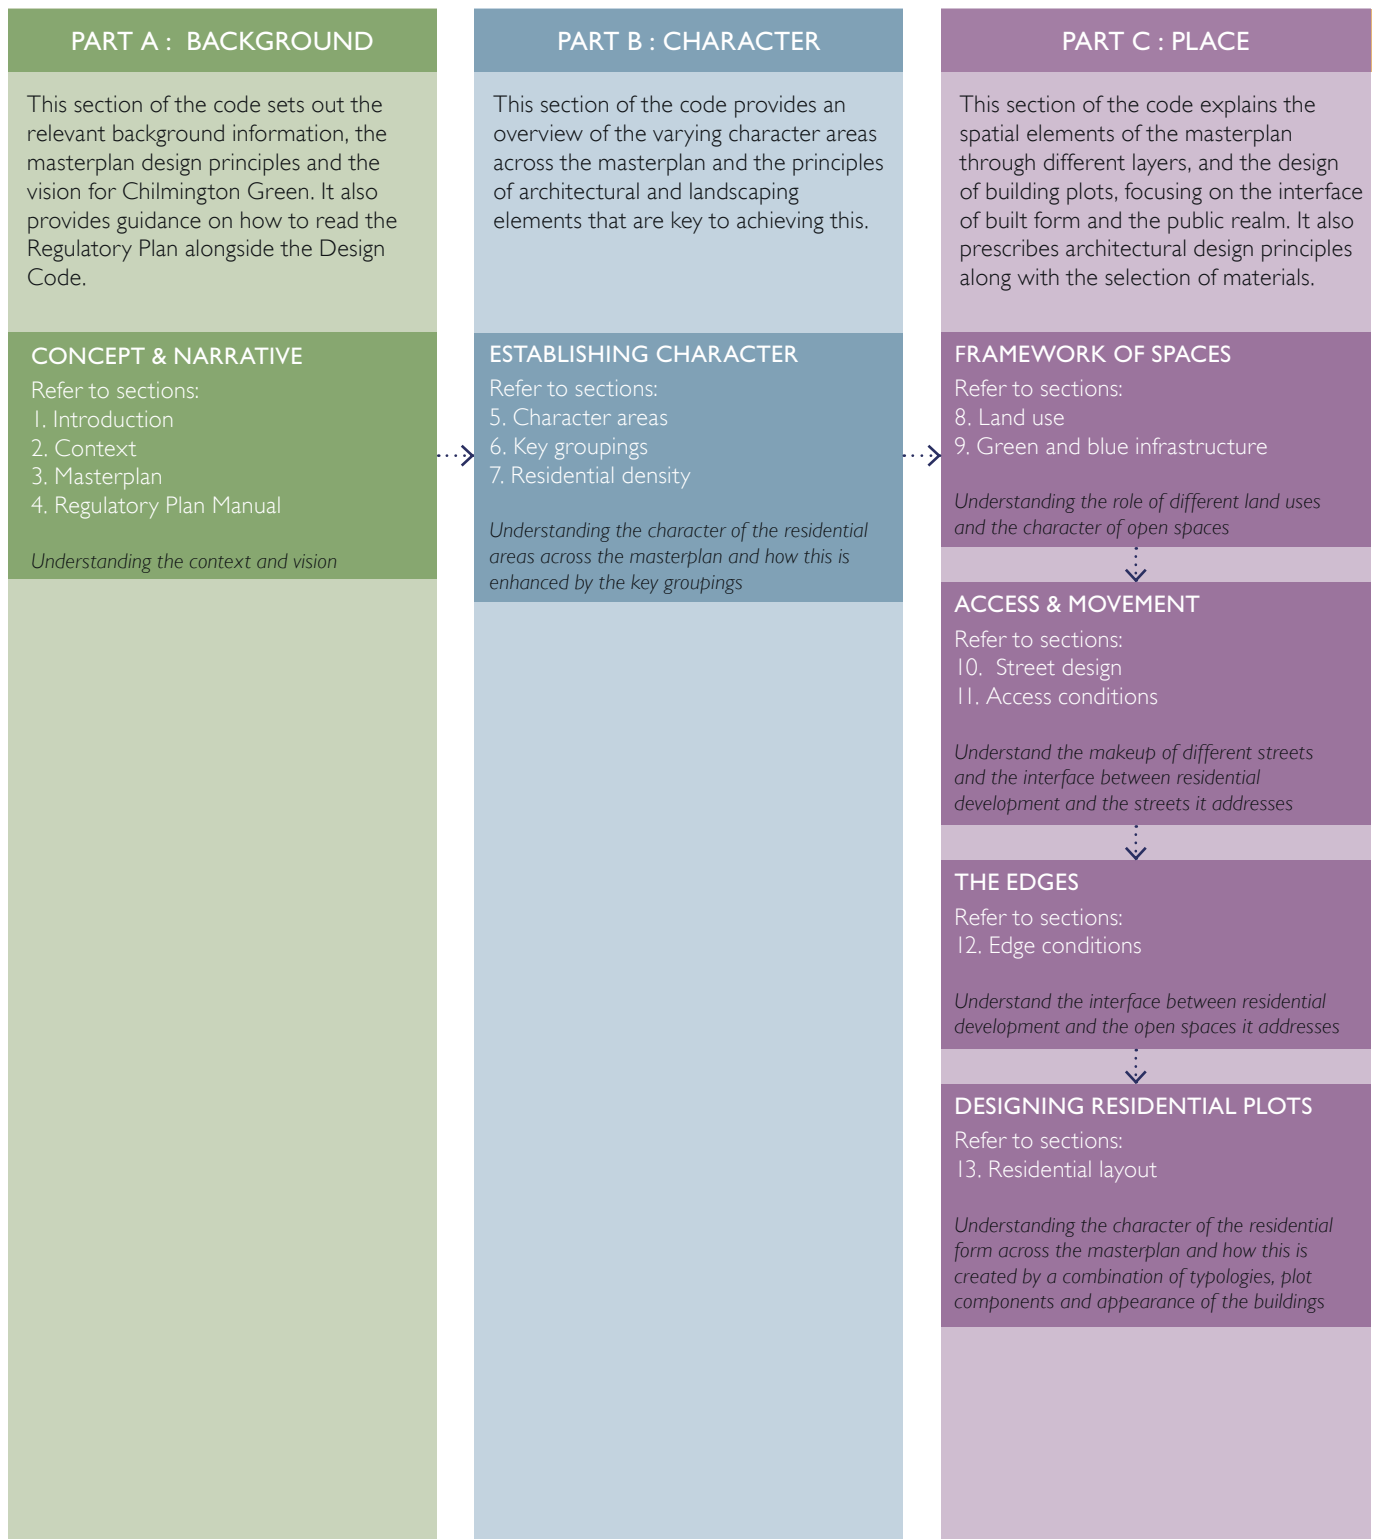 PART A :  BACKGROUND
This section of the code sets out the
relevant background information, the
masterplan design principles and the
vision for Chilmington Green. It also
provides guidance on how to read the
Regulatory Plan alongside the Design
Code.
CONCEPT & NARRATIVE
Refer to sections:
1. Introduction
2. Context
3. Masterplan
4. Regulatory Plan Manual
Understanding the context and vision
PART B : CHARACTER
This section of the code provides an
overview of the varying character areas
across the masterplan and the principles
of architectural and landscaping
elements that are key to achieving this.
ESTABLISHING CHARACTER
Refer to sections:
5. Character areas
6. Key groupings
7. Residential density
Understanding the character of the residential
areas across the masterplan and how this is
enhanced by the key groupings
PART C : PLACE
This section of the code explains the
spatial elements of the masterplan
through different layers, and the design
of building plots, focusing on the interface
of built form and the public realm. It also
prescribes architectural design principles
along with the selection of materials.
FRAMEWORK OF SPACES
Refer to sections:
8. Land use
9. Green and blue infrastructure
Understanding the role of different land uses
and the character of open spaces
ACCESS & MOVEMENT
Refer to sections:
10.  Street design
11. Access conditions
Understand the makeup of different streets
and the interface between residential
development and the streets it addresses
THE EDGES
Refer to sections:
12. Edge conditions
Understand the interface between residential
development and the open spaces it addresses
DESIGNING RESIDENTIAL PLOTS
Refer to sections:
13. Residential layout
Understanding the character of the residential
form across the masterplan and how this is
created by a combination of typologies, plot
components and appearance of the buildings